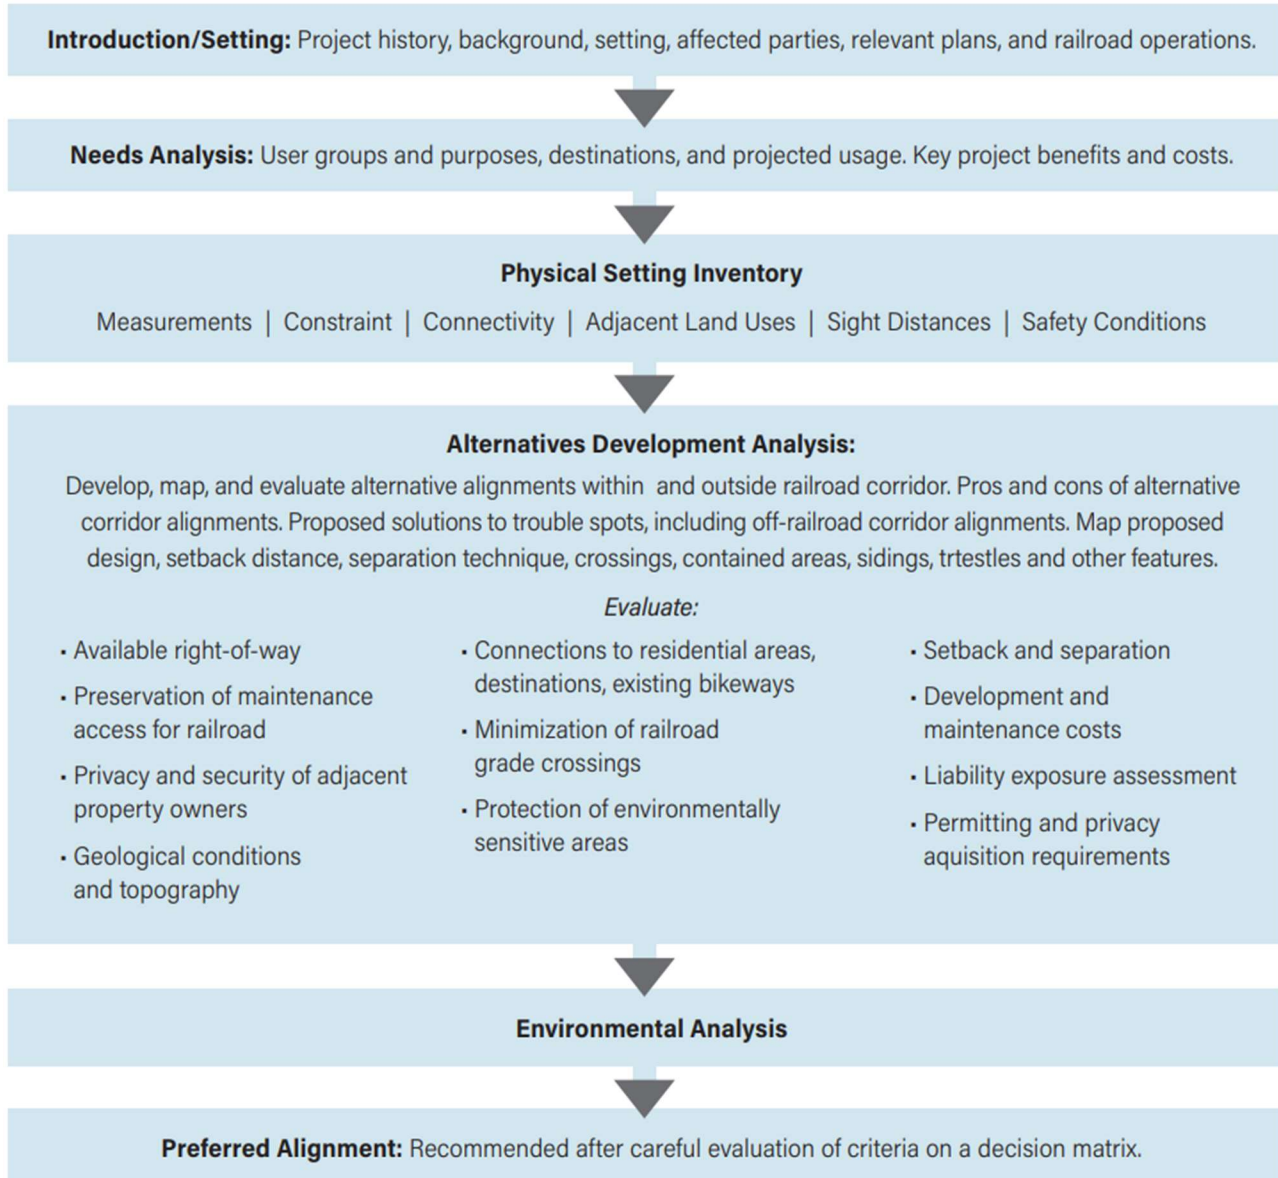 Introduction/Setting: Project history, background, setting, affected parties, relevant plans, and railroad operations.
Needs Analysis: User groups and purposes, destinations, and projected usage. Key project benefits and costs.
Physical Setting Inventory
Measurements | Constraint | Connectivity | Adjacent Land Uses | Sight Distances | Safety Conditions
Alternatives Development Analysis:
Develop, map, and evaluate alternative alignments within and outside railroad corridor. Pros and cons of alternative
corridor alignments. Proposed solutions to trouble spots, including off-railroad corridor alignments. Map proposed
design, setback distance, separation technique, crossings, contained areas, sidings, trtestles and other features.
Evaluate:
· Available right-of-way
· Preservation of maintenance
access for railroad
· Privacy and security of adjacent
property owners
· Geological conditions
and topography
· Connections to residential areas,
destinations, existing bikeways
· Minimization of railroad
grade crossings
· Protection of environmentally
sensitive areas
· Setback and separation
· Development and
maintenance costs
· Liability exposure assessment
· Permitting and privacy
aquisition requirements
Environmental Analysis
Preferred Alignment: Recommended after careful evaluation of criteria on a decision matrix.